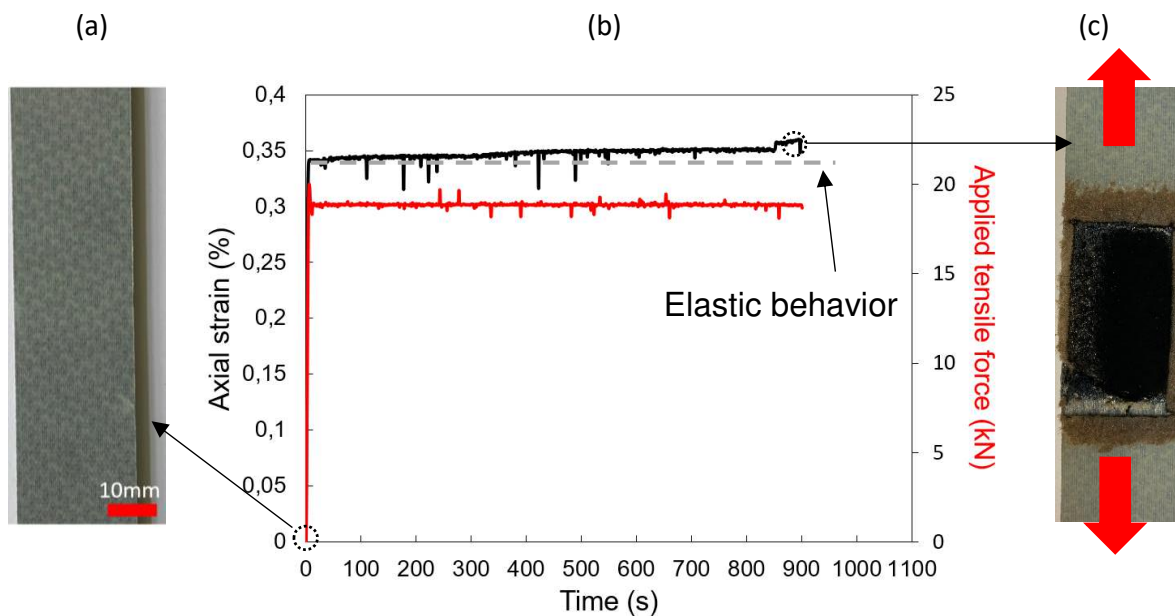 (a)
(b)
(c)
10mm
Axial strain (%)
0,4
0,35
0,3
0,25
0,2
0,15
0,1
0,05
0
25
20
15
10
5
0
Applied tensile force (kN)
Elastic behavior
0 100 200 300 400 500 600 700 800 900 1000 1100
Time (s)